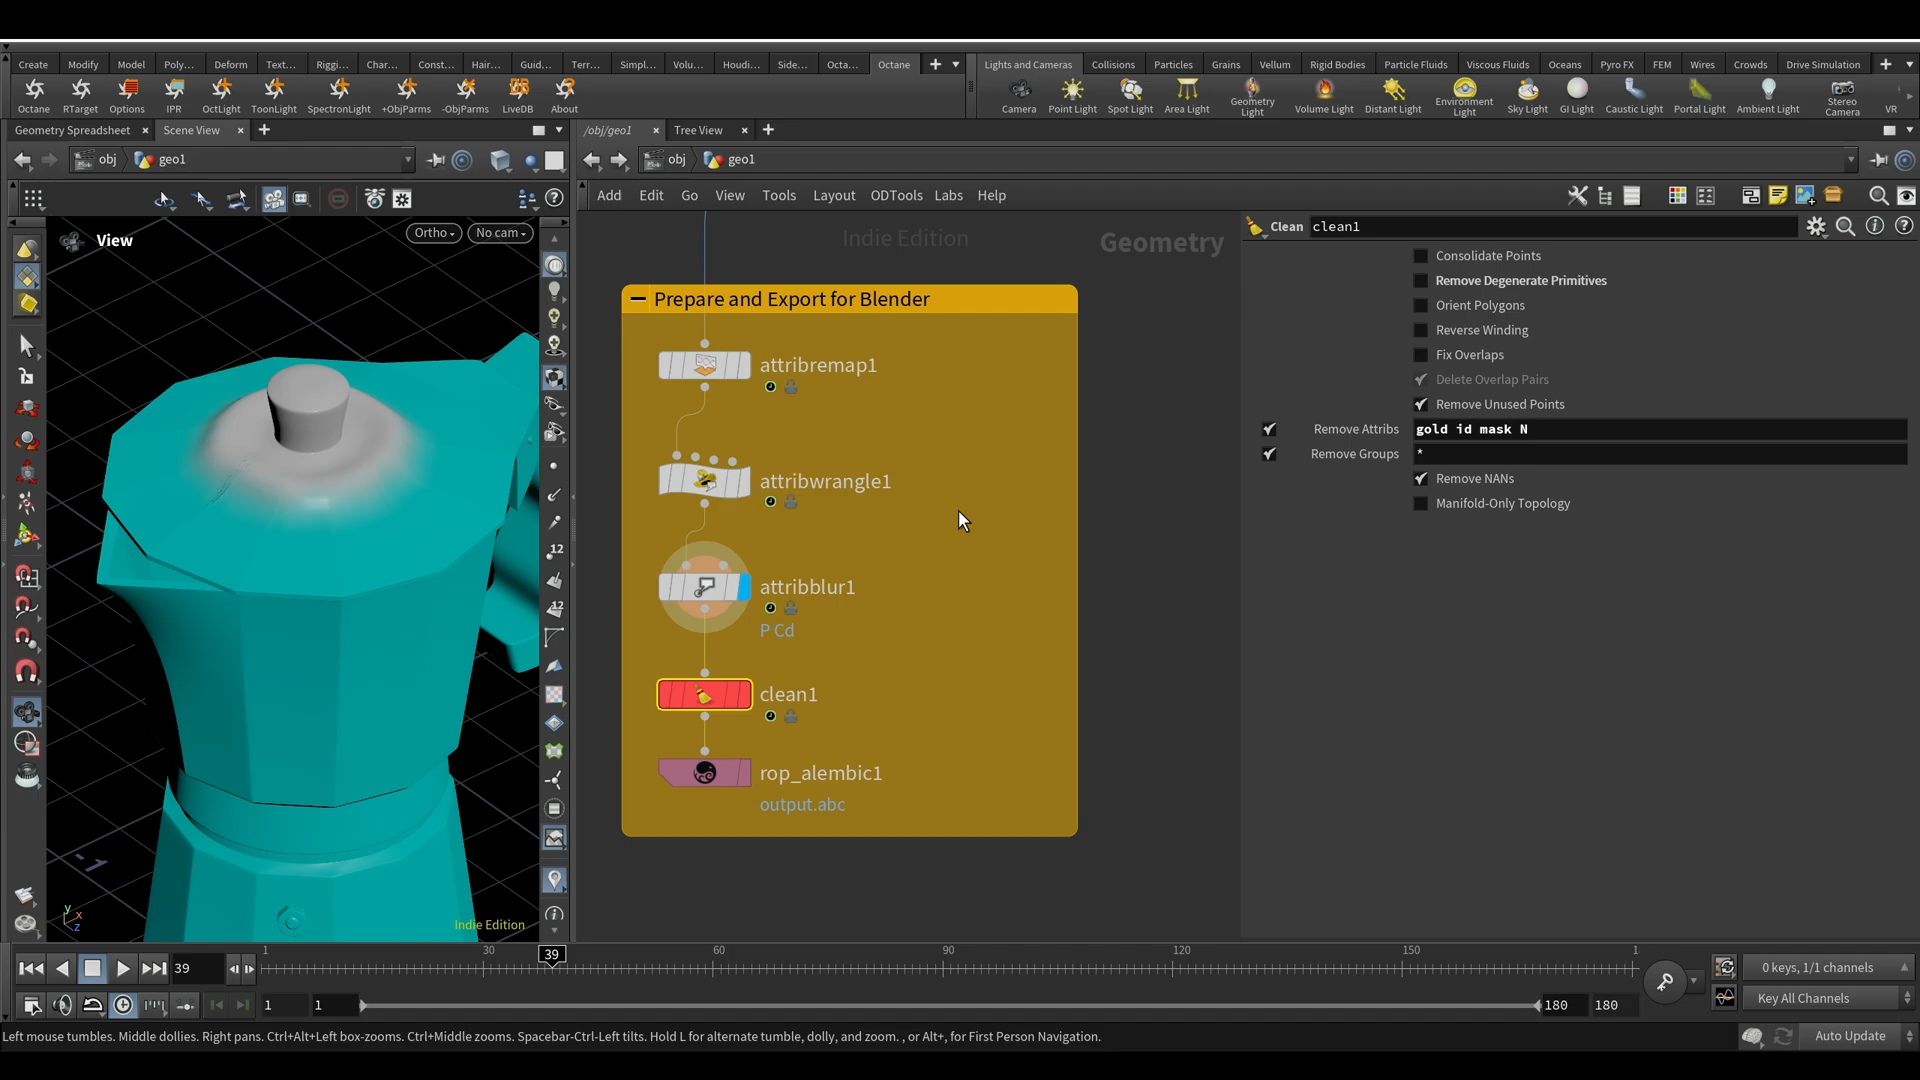 Create Modify Model Poly... Deform Text... Riggi... Char... Const... Hair... Guid... Terr... Simpl... Volu... Houdi... Side... Octa... Octane
Lights and Cameras Collisions Particles Grains Vellum Rigid Bodies Particle Fluids Viscous Fluids Oceans Pyro FX FEM Wires Crowds Drive Simulation
Octane RTarget Options IPR OctLight ToonLight SpectronLight +ObjParms -ObjParms LiveDB About
Camera Point Light Spot Light Area Light Geometry Light Volume Light Distant Light Environment Light Sky Light GI Light Caustic Light Portal Light Ambient Light Stereo Camera VR
Geometry Spreadsheet Scene View
/obj/geo1 Tree View
obj geo1
obj geo1
Add Edit Go View Tools Layout ODTools Labs Help
View
Ortho
No cam
Indie Edition
Geometry
Clean clean1
Consolidate Points
Remove Degenerate Primitives
Orient Polygons
Reverse Winding
Fix Overlaps
Delete Overlap Pairs
Remove Unused Points
Remove Attribs gold id mask N
Remove Groups *
Remove NANs
Manifold-Only Topology
Prepare and Export for Blender
attribremap1
attribwrangle1
attribblur1
P Cd
clean1
rop_alembic1
output.abc
12
12
-1
y
x
z
Indie Edition
1 30 39 60 90 120 150 1
39
0 keys, 1/1 channels
1 1 180 180
Key All Channels
Left mouse tumbles. Middle dollies. Right pans. Ctrl+Alt+Left box-zooms. Ctrl+Middle zooms. Spacebar-Ctrl-Left tilts. Hold L for alternate tumble, dolly, and zoom. , or Alt+, for First Person Navigation.
Auto Update